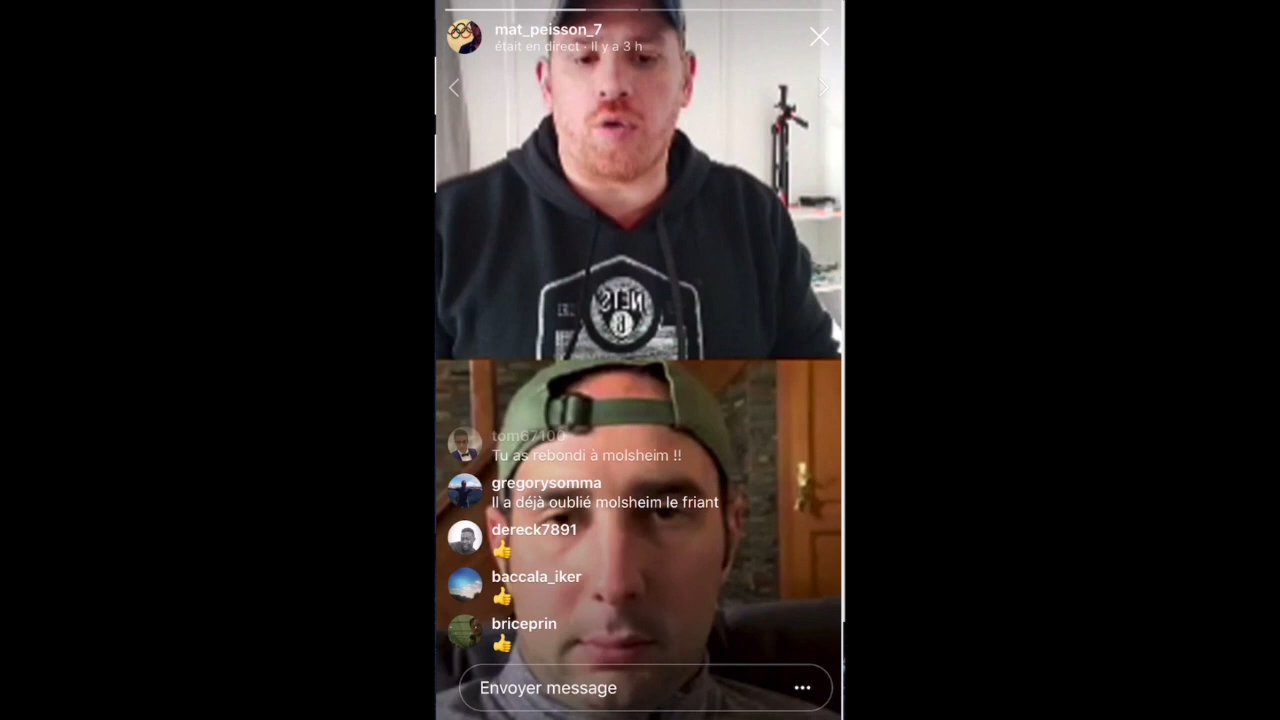 mat_peisson_7
était en direct · Il y a 3 h
NETS
B
tom67100
Tu as rebondi à molsheim !!
gregorysomma
Il a déjà oublié molsheim le friant
dereck7891
👍
baccala_iker
👍
briceprin
👍
Envoyer message